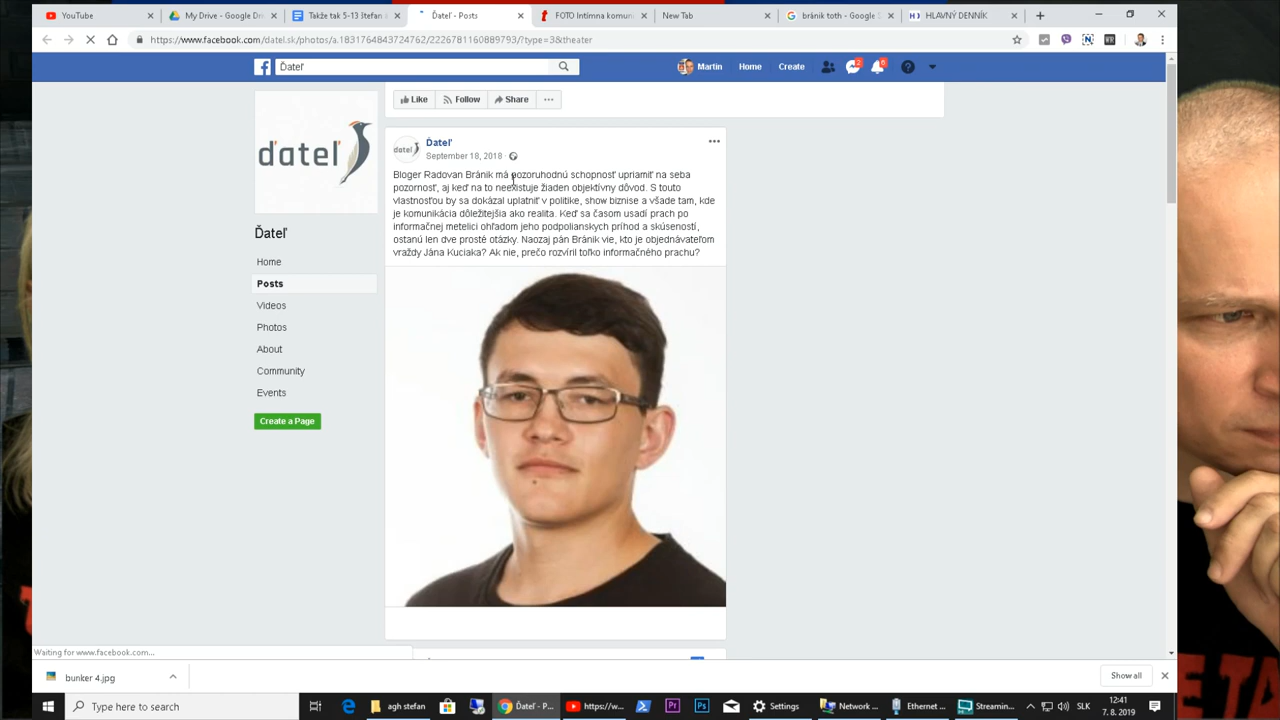 YouTube
My Drive - Google Dri
Takže tak 5-13 štefan
Ďateľ - Posts
FOTO Intímna komun
New Tab
bránik toth - Google S
HLAVNÝ DENNÍK
https://www.facebook.com/datel.sk/photos/a.1831764843724762/2226781160889793/?type=3&theater
Ďateľ
Martin
Home
Create
2
6
Like
Follow
Share
ďateľ
Ďateľ
Home
Posts
Videos
Photos
About
Community
Events
Create a Page
ďateľ
Ďateľ
September 18, 2018
Bloger Radovan Bránik má pozoruhodnú schopnosť upriamiť na seba
pozornosť, aj keď na to neexistuje žiaden objektívny dôvod. S touto
vlastnosťou by sa dokázal uplatniť v politike, show biznise a všade tam, kde
je komunikácia dôležitejšia ako realita. Keď sa časom usadí prach po
informačnej metelici ohľadom jeho podpolianskych príhod a skúseností,
ostanú len dve prosté otázky. Naozaj pán Bránik vie, kto je objednávateľom
vraždy Jána Kuciaka? Ak nie, prečo rozvíril toľko informačného prachu?
Waiting for www.facebook.com...
bunker 4.jpg
Show all
Type here to search
agh stefan
Ďateľ - P...
https://w...
Settings
Network ...
Ethernet ...
Streamin...
SLK
12:41
7. 8. 2019